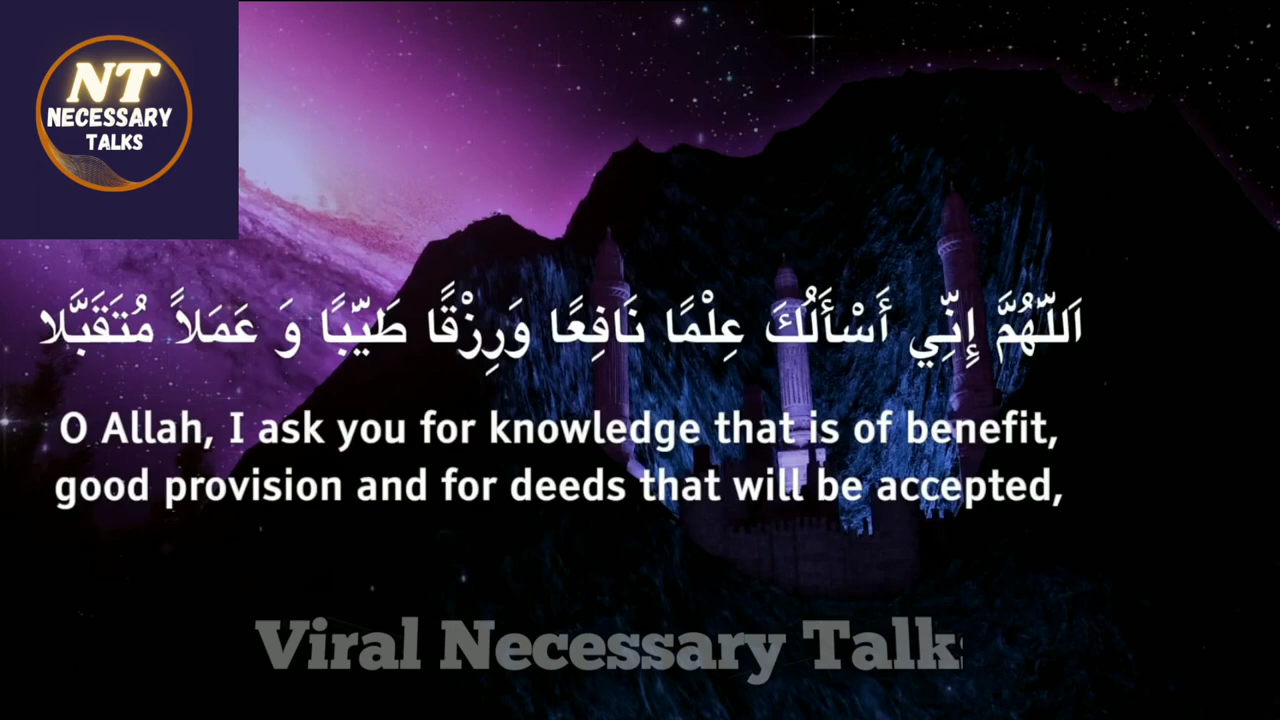 NT
NECESSARY
TALKS
اَللّٰهُمَّ إِنِّي أَسْأَلُكَ عِلْمًا نَافِعًا وَرِزْقًا طَيِّبًا وَ عَمَلاً مُتَقَبَّلا
O Allah, I ask you for knowledge that is of benefit,
good provision and for deeds that will be accepted,
Viral Necessary Talks